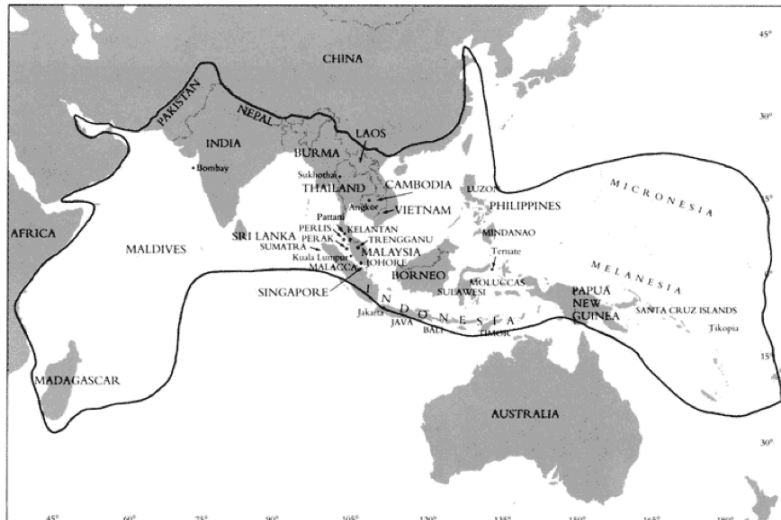 45°
CHINA
PAKISTAN
NEPAL
30°
LAOS
INDIA
BURMA
Bombay
Sukhothai
THAILAND
CAMBODIA
LUZON
MICRONESIA
Angkor
VIETNAM
PHILIPPINES
Pattani
AFRICA
SRI LANKA
PERLIS
KELANTAN
MINDANAO
MALDIVES
SUMATRA
PERAK
TRENGGANU
MALAYSIA
Ternate
Kuala Lumpur
JOHORE
MALACCA
BORNEO
MELANESIA
SINGAPORE
SULAWESI
MOLUCCAS
PAPUA
NEW
GUINEA
INDONESIA
SANTA CRUZ ISLANDS
Jakarta
JAVA
BALI
TIMOR
Tikopia
15°
MADAGASCAR
AUSTRALIA
30°
45° 60° 75° 90° 105° 120° 135° 150° 165°